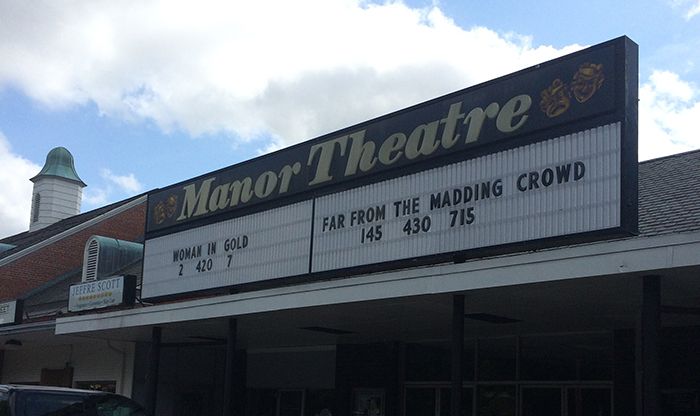 Manor Theatre
WOMAN IN GOLD
2 420 7
FAR FROM THE MADDING CROWD
145 430 715
JEFFRE SCOTT